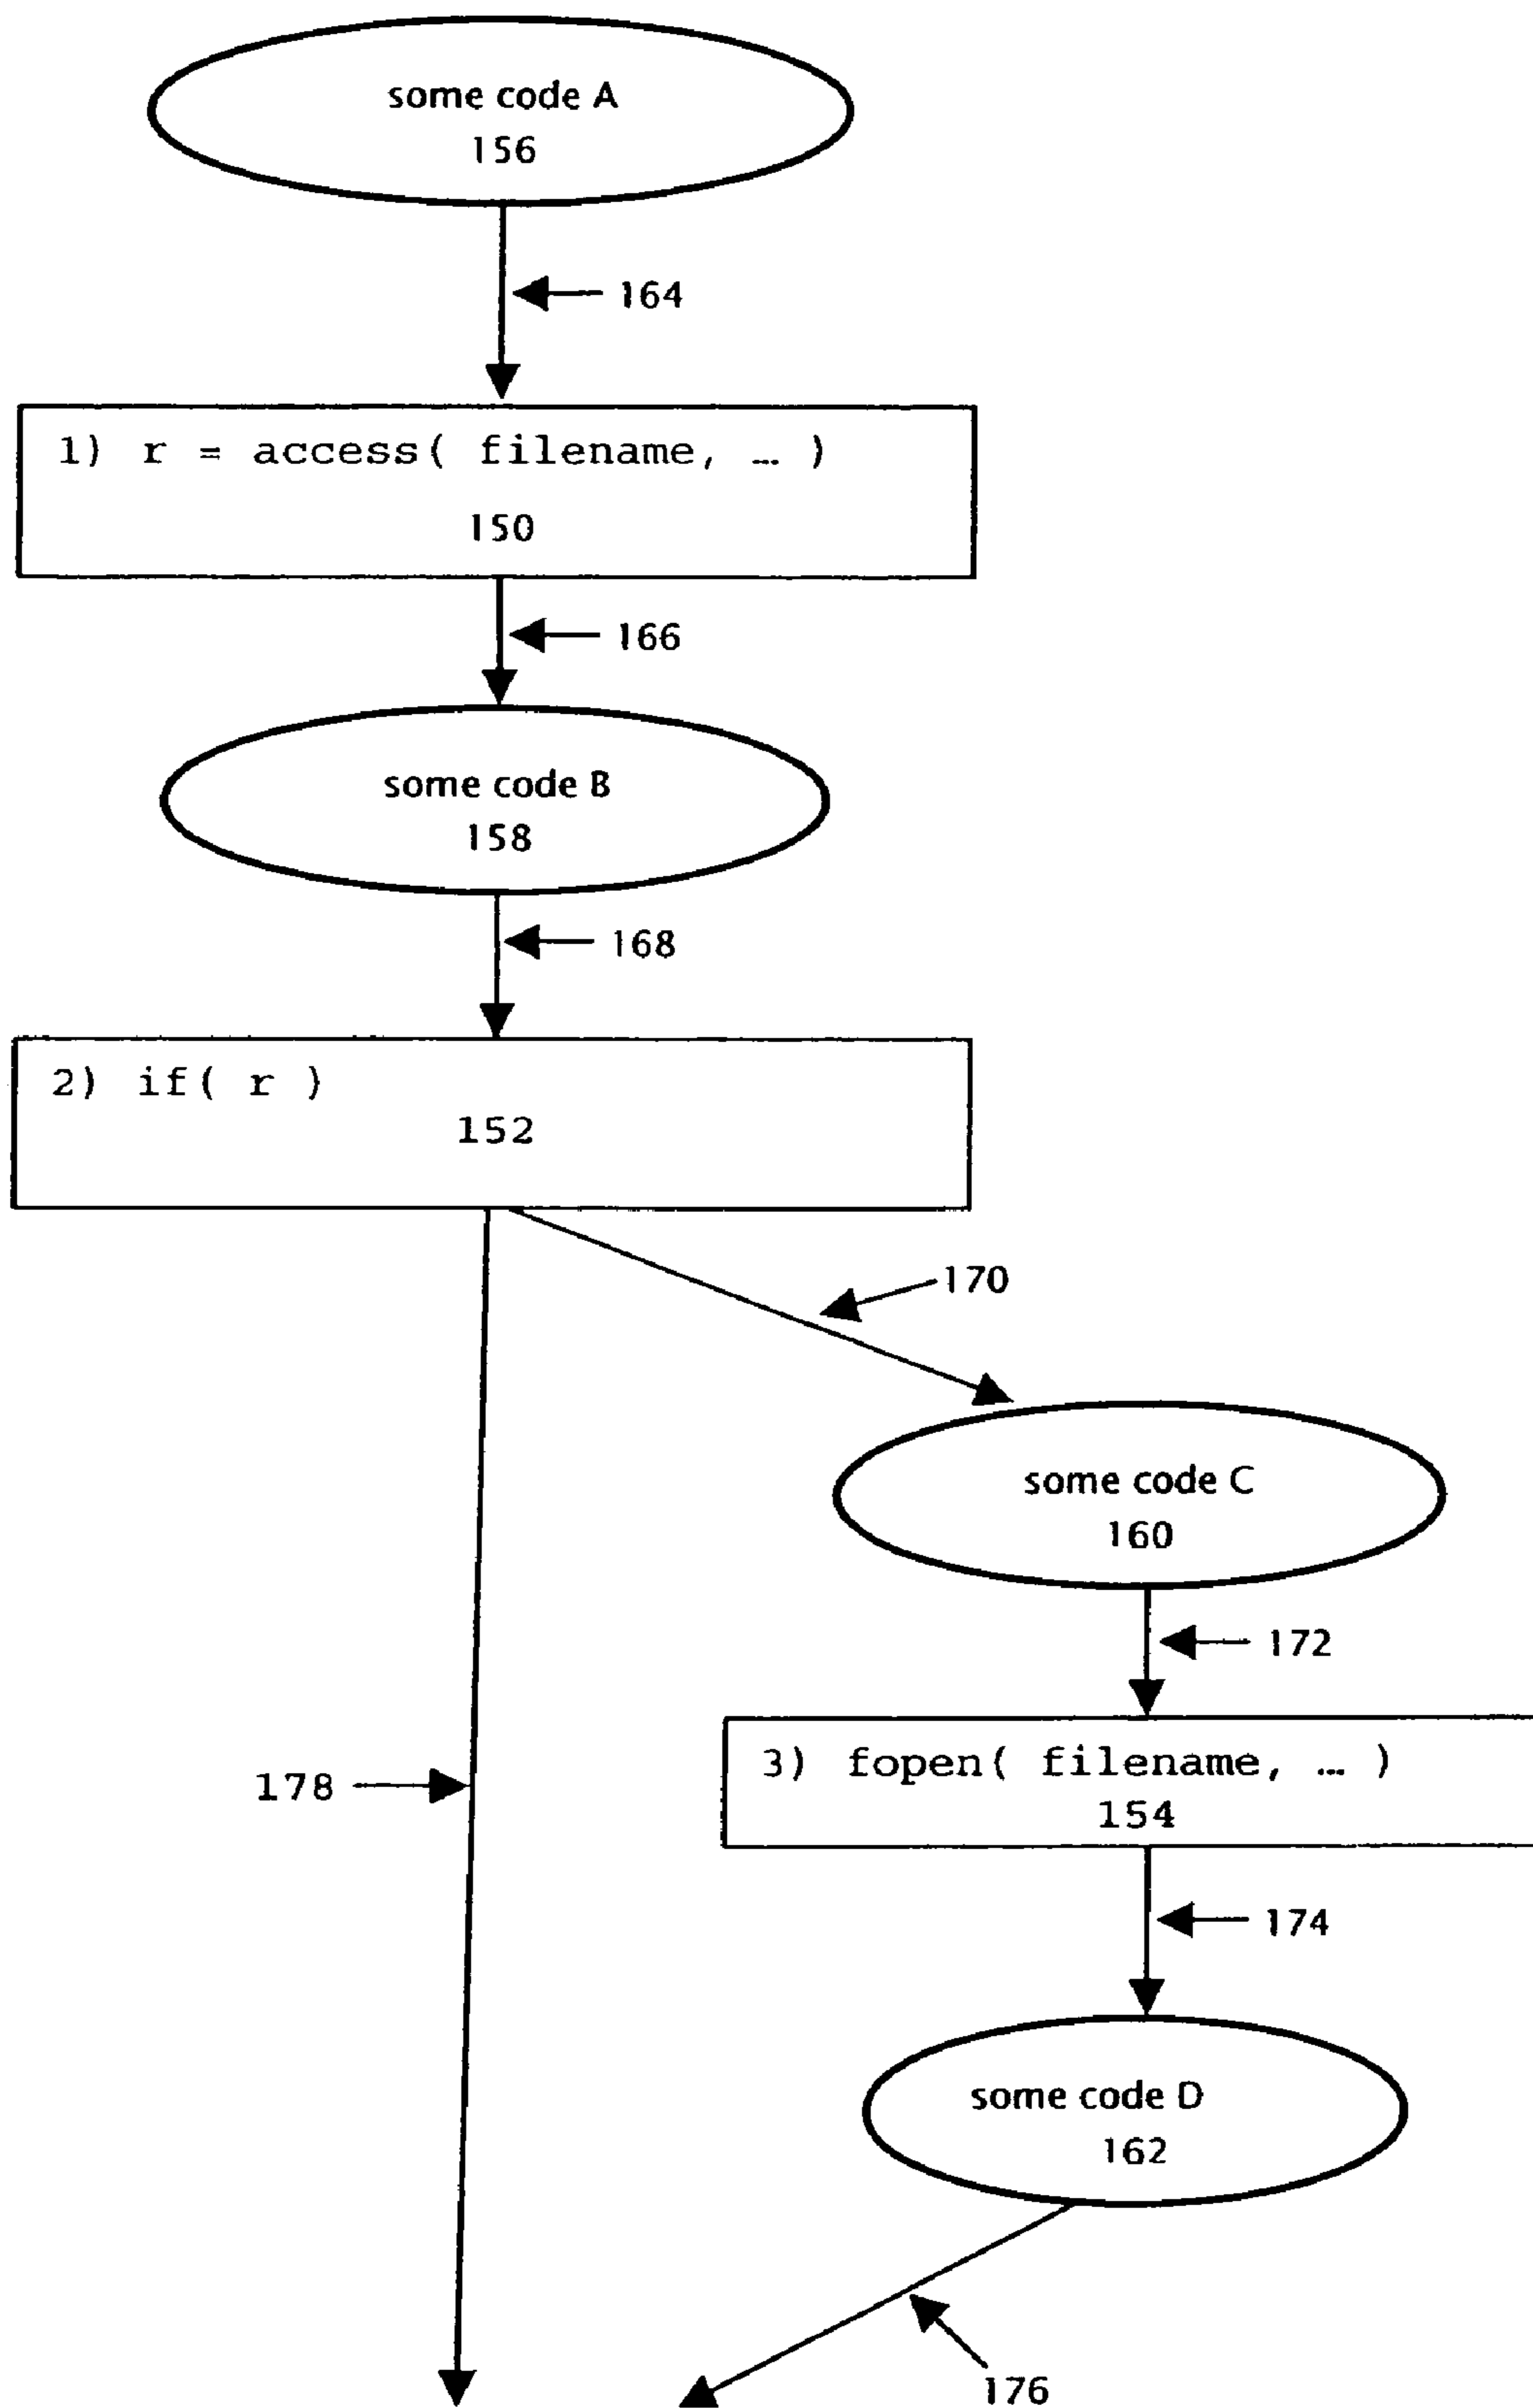 some code A
156
164
1) r = access( filename, … )
150
166
some code B
158
168
2) if( r )
152
170
some code C
160
172
3) fopen( filename, … )
154
178
174
some code D
162
176